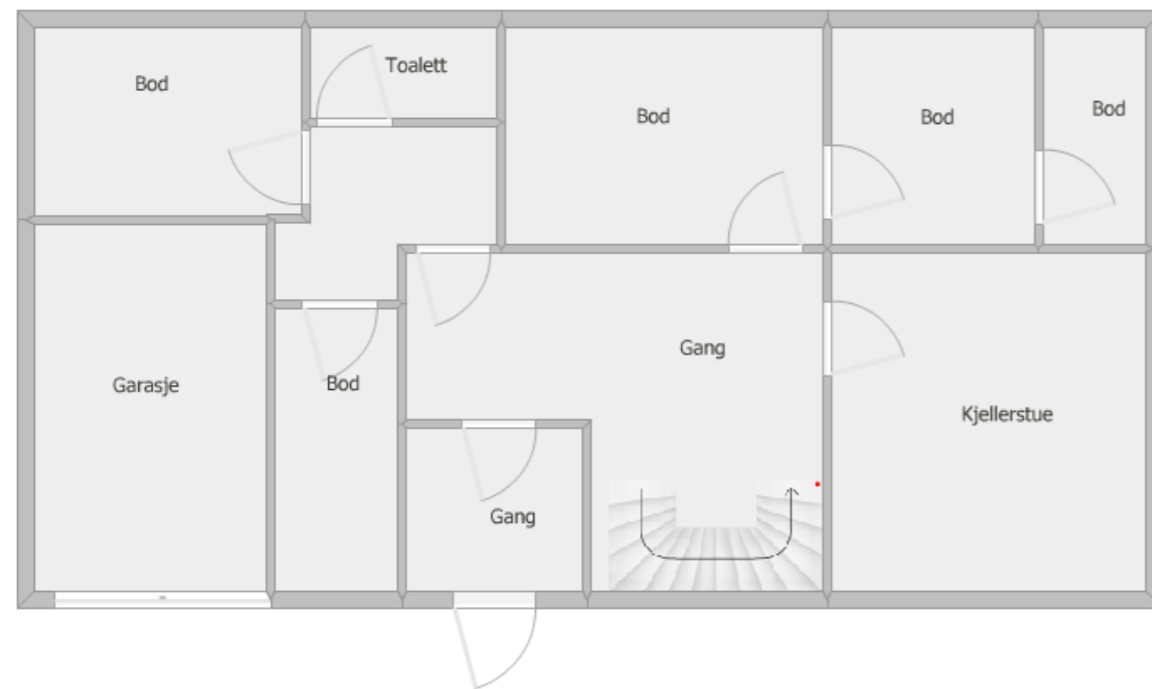 Bod
Toalett
Bod
Bod
Bod
Garasje
Bod
Gang
Kjellerstue
Gang